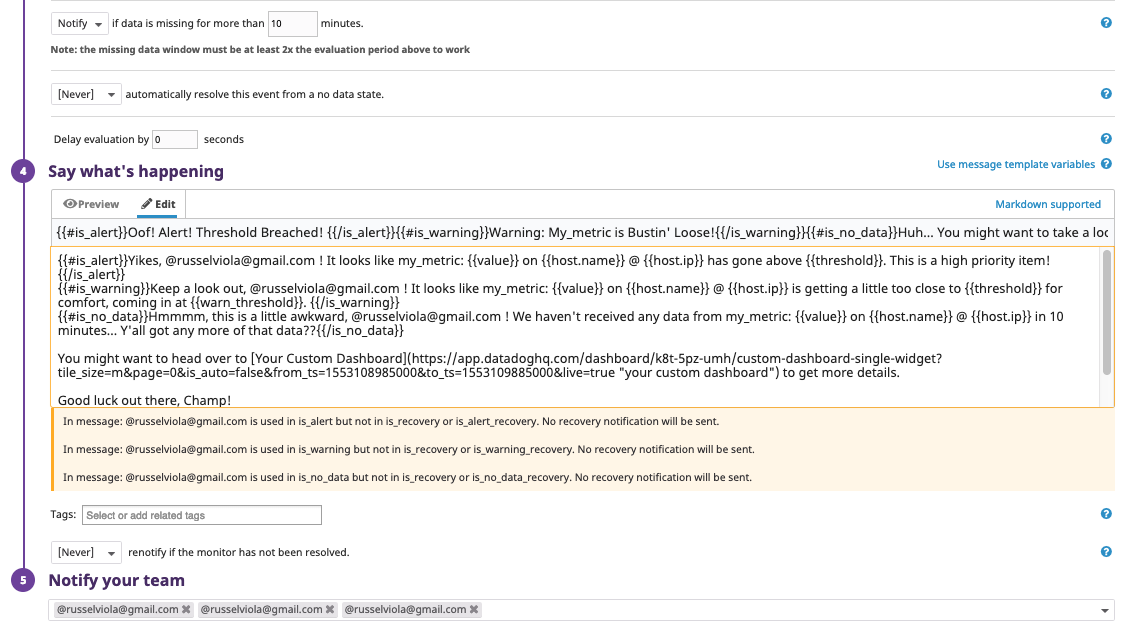 Notify if data is missing for more than 10 minutes.
Note: the missing data window must be at least 2x the evaluation period above to work
[Never] automatically resolve this event from a no data state.
Delay evaluation by 0 seconds
4 Say what's happening
Use message template variables
Preview Edit
Markdown supported
{{#is_alert}}Oof! Alert! Threshold Breached! {{/is_alert}}{{#is_warning}}Warning: My_metric is Bustin' Loose!{{/is_warning}}{{#is_no_data}}Huh... You might want to take a loo
{{#is_alert}}Yikes, @russelviola@gmail.com ! It looks like my_metric: {{value}} on {{host.name}} @ {{host.ip}} has gone above {{threshold}}. This is a high priority item!
{{/is_alert}}
{{#is_warning}}Keep a look out, @russelviola@gmail.com ! It looks like my_metric: {{value}} on {{host.name}} @ {{host.ip}} is getting a little too close to {{threshold}} for
comfort, coming in at {{warn_threshold}}. {{/is_warning}}
{{#is_no_data}}Hmmmm, this is a little awkward, @russelviola@gmail.com ! We haven't received any data from my_metric: {{value}} on {{host.name}} @ {{host.ip}} in 10
minutes... Y'all got any more of that data??{{/is_no_data}}
You might want to head over to [Your Custom Dashboard](https://app.datadoghq.com/dashboard/k8t-5pz-umh/custom-dashboard-single-widget?
tile_size=m&page=0&is_auto=false&from_ts=1553108985000&to_ts=1553109885000&live=true "your custom dashboard") to get more details.
Good luck out there, Champ!
In message: @russelviola@gmail.com is used in is_alert but not in is_recovery or is_alert_recovery. No recovery notification will be sent.
In message: @russelviola@gmail.com is used in is_warning but not in is_recovery or is_warning_recovery. No recovery notification will be sent.
In message: @russelviola@gmail.com is used in is_no_data but not in is_recovery or is_no_data_recovery. No recovery notification will be sent.
Tags: Select or add related tags
[Never] renotify if the monitor has not been resolved.
5 Notify your team
@russelviola@gmail.com ✖ @russelviola@gmail.com ✖ @russelviola@gmail.com ✖